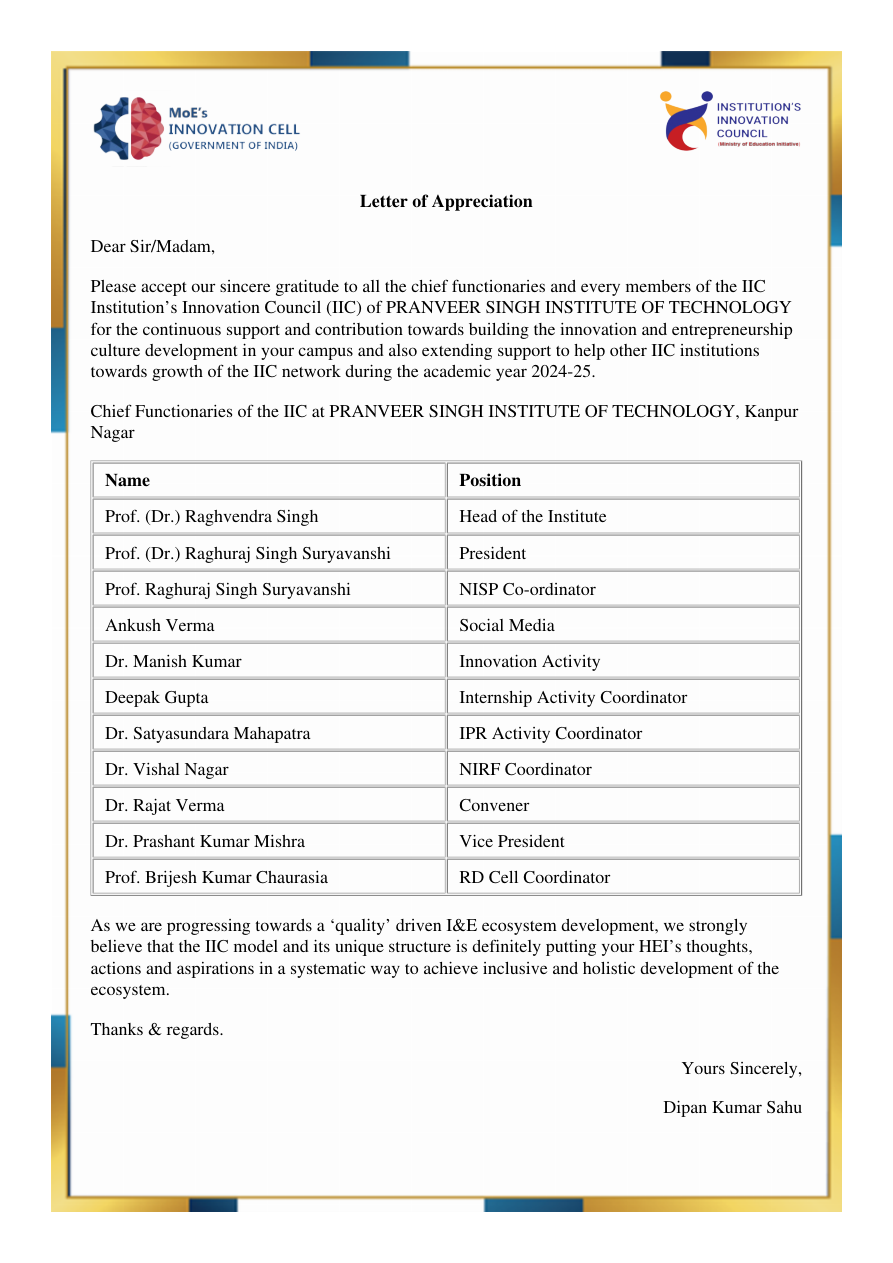 MoE's
INNOVATION CELL
(GOVERNMENT OF INDIA)
INSTITUTION'S
INNOVATION
COUNCIL
(Ministry of Education Initiative)
Letter of Appreciation
Dear Sir/Madam,
Please accept our sincere gratitude to all the chief functionaries and every members of the IIC
Institution’s Innovation Council (IIC) of PRANVEER SINGH INSTITUTE OF TECHNOLOGY
for the continuous support and contribution towards building the innovation and entrepreneurship
culture development in your campus and also extending support to help other IIC institutions
towards growth of the IIC network during the academic year 2024-25.
Chief Functionaries of the IIC at PRANVEER SINGH INSTITUTE OF TECHNOLOGY, Kanpur
Nagar
Name Position
Prof. (Dr.) Raghvendra Singh Head of the Institute
Prof. (Dr.) Raghuraj Singh Suryavanshi President
Prof. Raghuraj Singh Suryavanshi NISP Co-ordinator
Ankush Verma Social Media
Dr. Manish Kumar Innovation Activity
Deepak Gupta Internship Activity Coordinator
Dr. Satyasundara Mahapatra IPR Activity Coordinator
Dr. Vishal Nagar NIRF Coordinator
Dr. Rajat Verma Convener
Dr. Prashant Kumar Mishra Vice President
Prof. Brijesh Kumar Chaurasia RD Cell Coordinator
As we are progressing towards a ‘quality’ driven I&E ecosystem development, we strongly
believe that the IIC model and its unique structure is definitely putting your HEI’s thoughts,
actions and aspirations in a systematic way to achieve inclusive and holistic development of the
ecosystem.
Thanks & regards.
Yours Sincerely,
Dipan Kumar Sahu